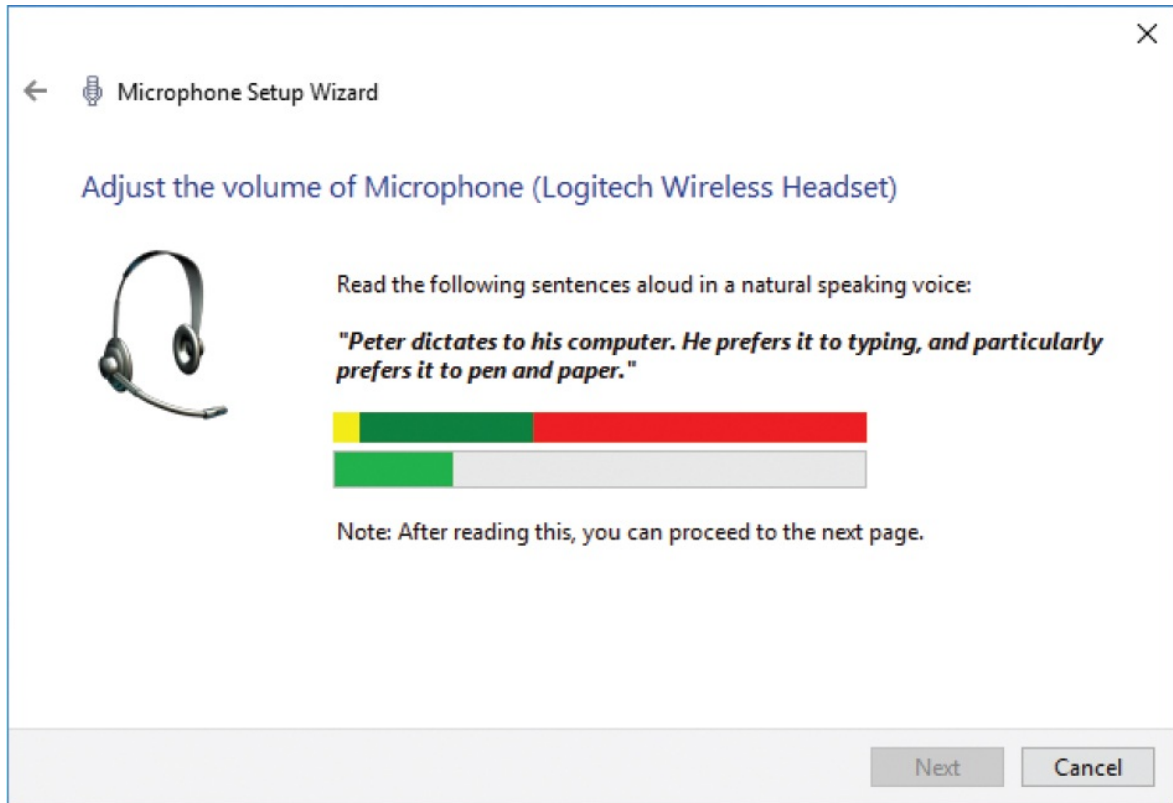 Microphone Setup Wizard
Adjust the volume of Microphone (Logitech Wireless Headset)
Read the following sentences aloud in a natural speaking voice:
"Peter dictates to his computer. He prefers it to typing, and particularly
prefers it to pen and paper."
Note: After reading this, you can proceed to the next page.
Next
Cancel